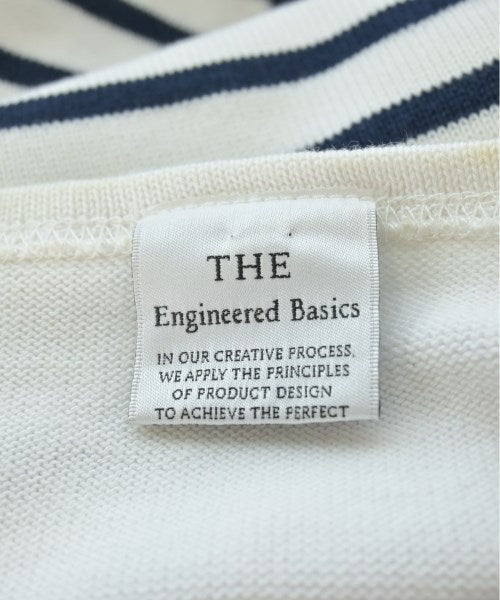 THE
Engineered Basics
IN OUR CREATIVE PROCESS,
WE APPLY THE PRINCIPLES
OF PRODUCT DESIGN
TO ACHIEVE THE PERFECT